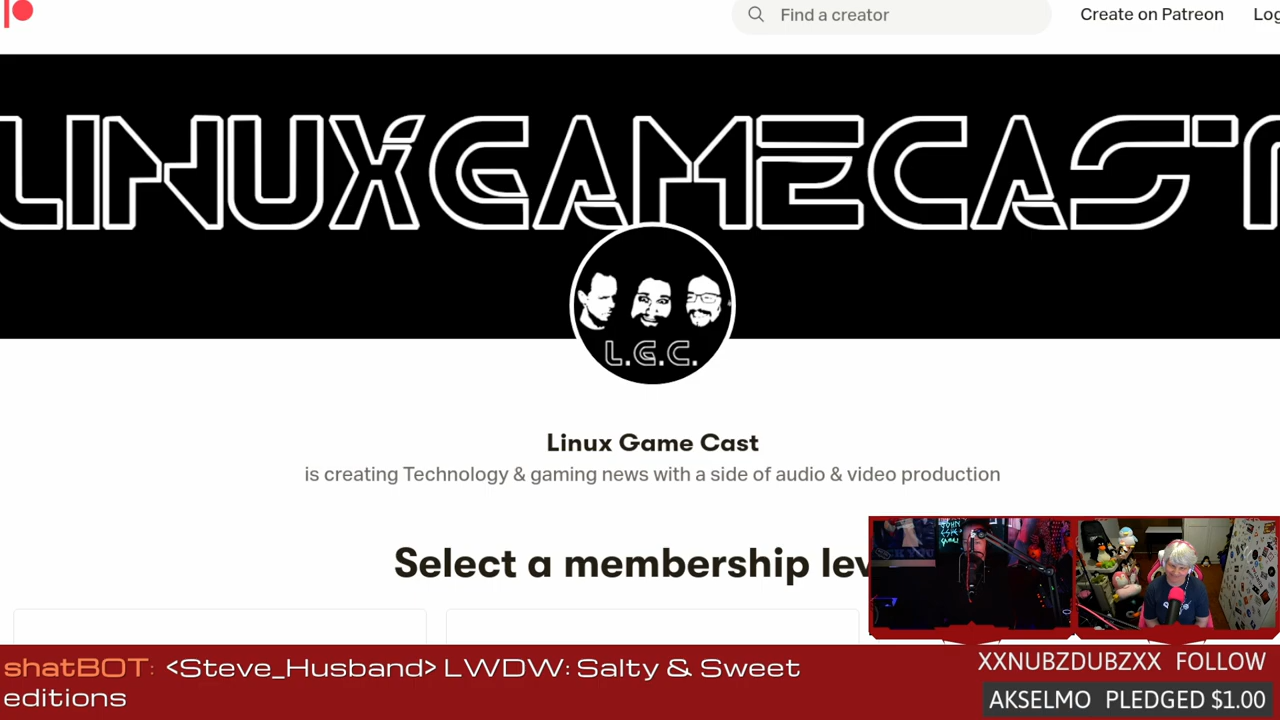 Find a creator
Create on Patreon
Log
LINUXGAMECAST
L.G.C.
Linux Game Cast
is creating Technology & gaming news with a side of audio & video production
Select a membership lev
shatBOT: <Steve_Husband> LWDW: Salty & Sweet
editions
XXNUBZDUBZXX FOLLOW
AKSELMO PLEDGED $1.00